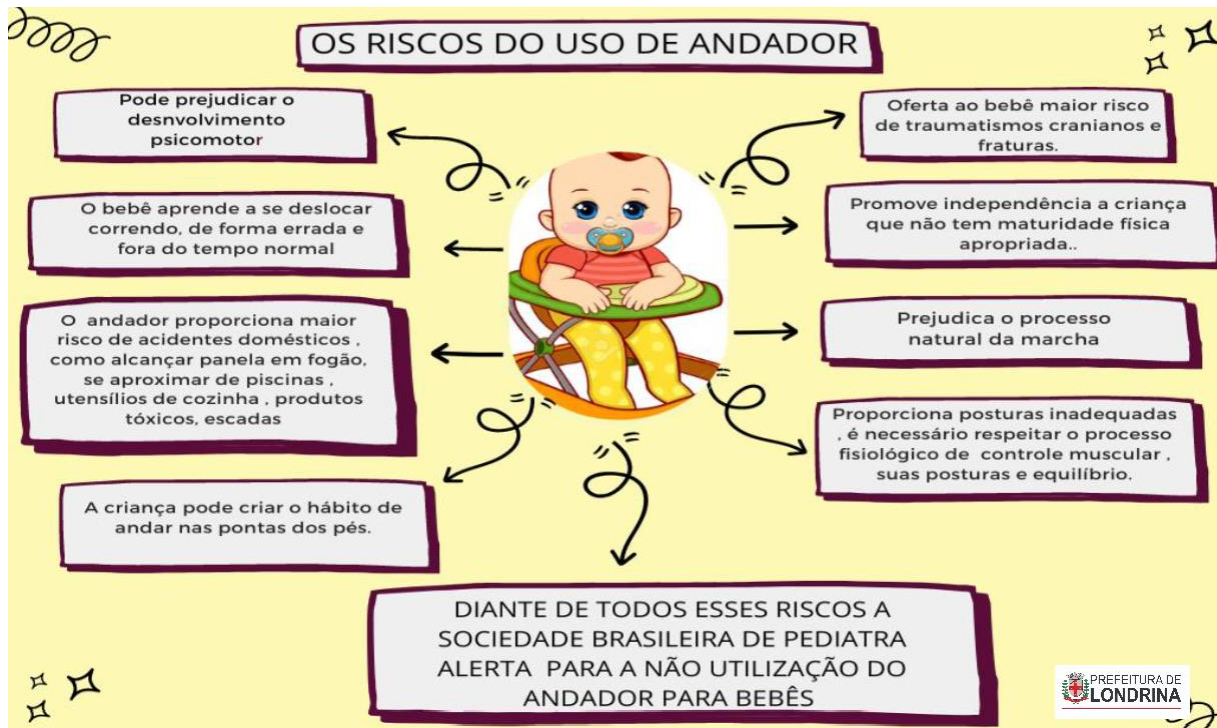 OS RISCOS DO USO DE ANDADOR
Pode prejudicar o
desnvolvimento
psicomotor
O bebê aprende a se deslocar
correndo, de forma errada e
fora do tempo normal
O andador proporciona maior
risco de acidentes domésticos ,
como alcançar panela em fogão,
se aproximar de piscinas ,
utensílios de cozinha , produtos
tóxicos, escadas
A criança pode criar o hábito de
andar nas pontas dos pés.
Oferta ao bebê maior risco
de traumatismos cranianos e
fraturas.
Promove independência a criança
que não tem maturidade física
apropriada..
Prejudica o processo
natural da marcha
Proporciona posturas inadequadas
, é necessário respeitar o processo
fisiológico de controle muscular ,
suas posturas e equilíbrio.
DIANTE DE TODOS ESSES RISCOS A
SOCIEDADE BRASILEIRA DE PEDIATRA
ALERTA PARA A NÃO UTILIZAÇÃO DO
ANDADOR PARA BEBÊS
PREFEITURA DE
LONDRINA